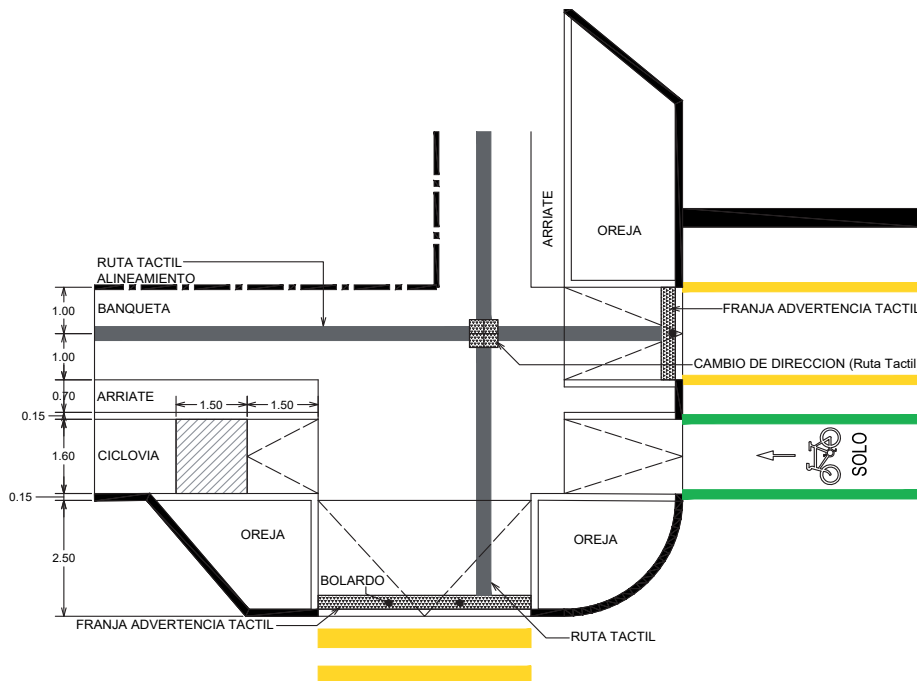 ARRIATE
OREJA
RUTA TACTIL
ALINEAMIENTO
1.00
BANQUETA
FRANJA ADVERTENCIA TACTIL
1.00
CAMBIO DE DIRECCION (Ruta Tactil
0.70
ARRIATE
1.50
1.50
0.15
1.60
CICLOVIA
SOLO
0.15
2.50
OREJA
OREJA
BOLARDO
FRANJA ADVERTENCIA TACTIL
RUTA TACTIL